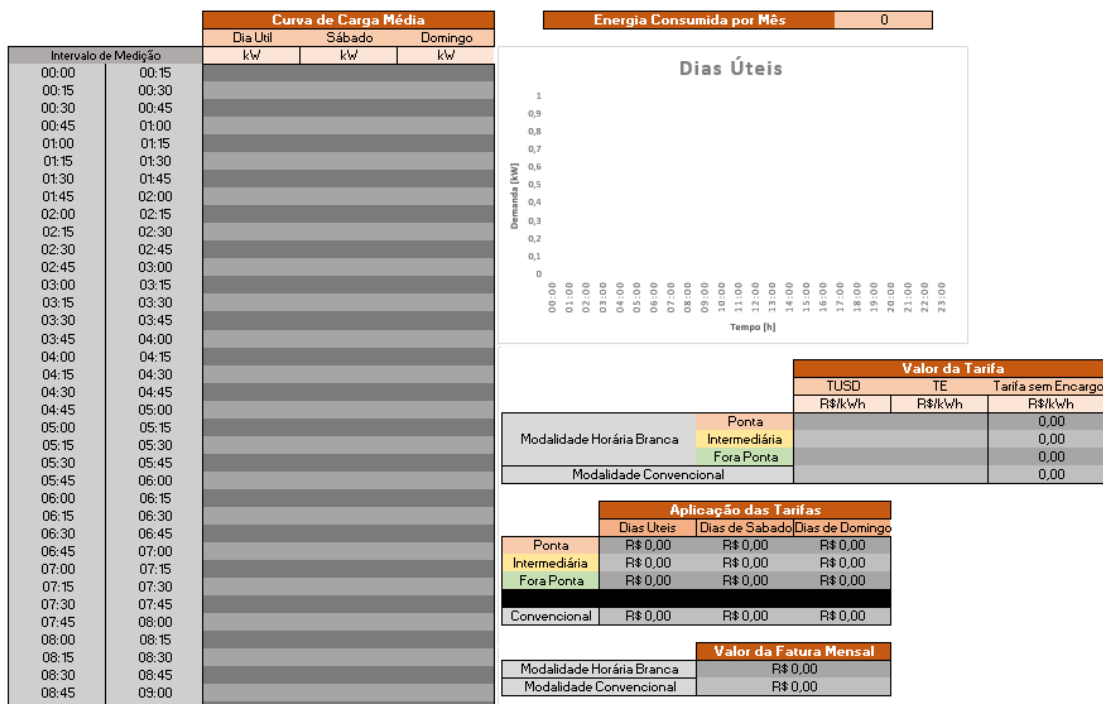 Curva de Carga Média
Dia Util Sábado Domingo
Intervalo de Medição kW kW kW
00:00 00:15
00:15 00:30
00:30 00:45
00:45 01:00
01:00 01:15
01:15 01:30
01:30 01:45
01:45 02:00
02:00 02:15
02:15 02:30
02:30 02:45
02:45 03:00
03:00 03:15
03:15 03:30
03:30 03:45
03:45 04:00
04:00 04:15
04:15 04:30
04:30 04:45
04:45 05:00
05:00 05:15
05:15 05:30
05:30 05:45
05:45 06:00
06:00 06:15
06:15 06:30
06:30 06:45
06:45 07:00
07:00 07:15
07:15 07:30
07:30 07:45
07:45 08:00
08:00 08:15
08:15 08:30
08:30 08:45
08:45 09:00
Energia Consumida por Mês 0
Dias Úteis
Demanda [kW]
1
0,9
0,8
0,7
0,6
0,5
0,4
0,3
0,2
0,1
0
00:00 01:00 02:00 03:00 04:00 05:00 06:00 07:00 08:00 09:00 10:00 11:00 12:00 13:00 14:00 15:00 16:00 17:00 18:00 19:00 20:00 21:00 22:00 23:00
Tempo [h]
Valor da Tarifa
TUSD TE Tarifa sem Encargo
R$/kWh R$/kWh R$/kWh
Modalidade Horária Branca
Ponta 0,00
Intermediária 0,00
Fora Ponta 0,00
Modalidade Convencional 0,00
Aplicação das Tarifas
Dias Uteis Dias de Sabado Dias de Domingo
Ponta R$ 0,00 R$ 0,00 R$ 0,00
Intermediária R$ 0,00 R$ 0,00 R$ 0,00
Fora Ponta R$ 0,00 R$ 0,00 R$ 0,00
Convencional R$ 0,00 R$ 0,00 R$ 0,00
Valor da Fatura Mensal
Modalidade Horária Branca R$ 0,00
Modalidade Convencional R$ 0,00